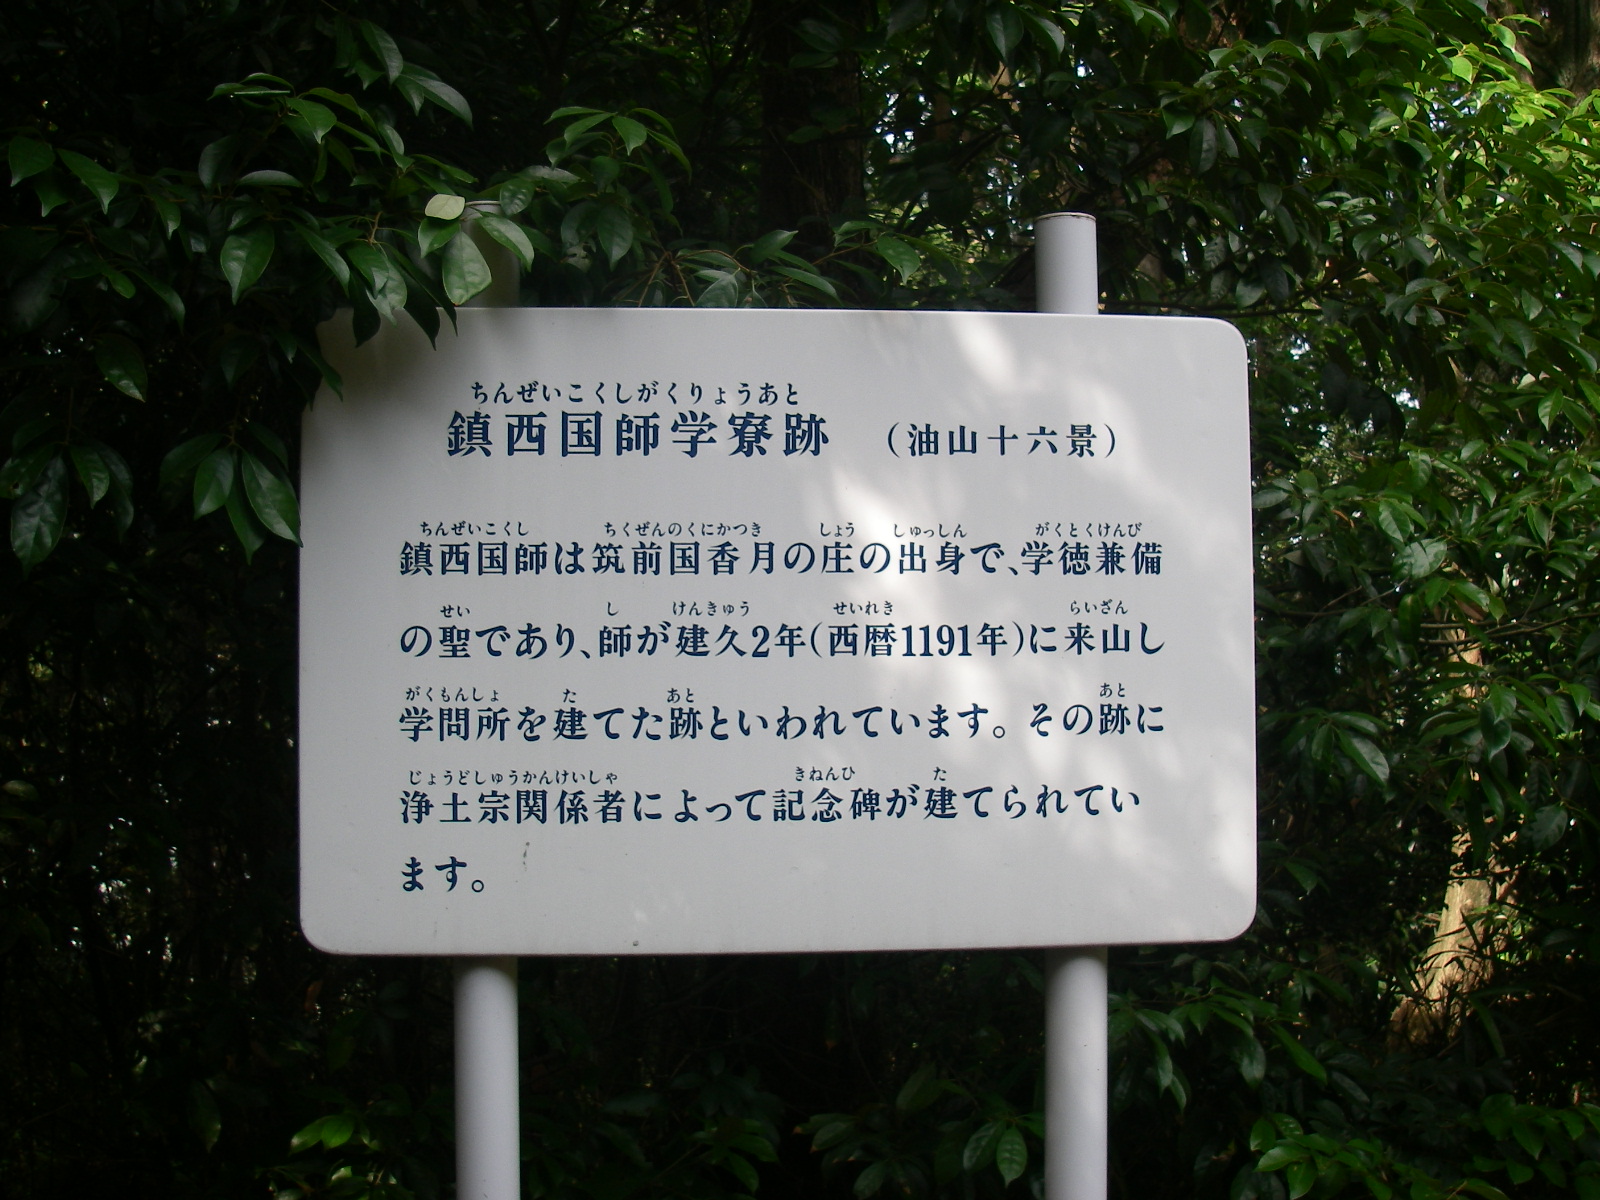 ちんぜいこくしがくりょうあと
鎮西国師学寮跡 (油山十六景)
ちんぜいこくし ちくぜんのくにかつき しょう しゅっしん がくとくけんび
鎮西国師は筑前国香月の庄の出身で、学徳兼備
せい し けんきゅう せいれき らいざん
の聖であり、師が建久2年(西暦1191年)に来山し
がくもんしょ た あと あと
学問所を建てた跡といわれています。その跡に
じょうどしゅうかんけいしゃ きねんひ た
浄土宗関係者によって記念碑が建てられてい
ます。